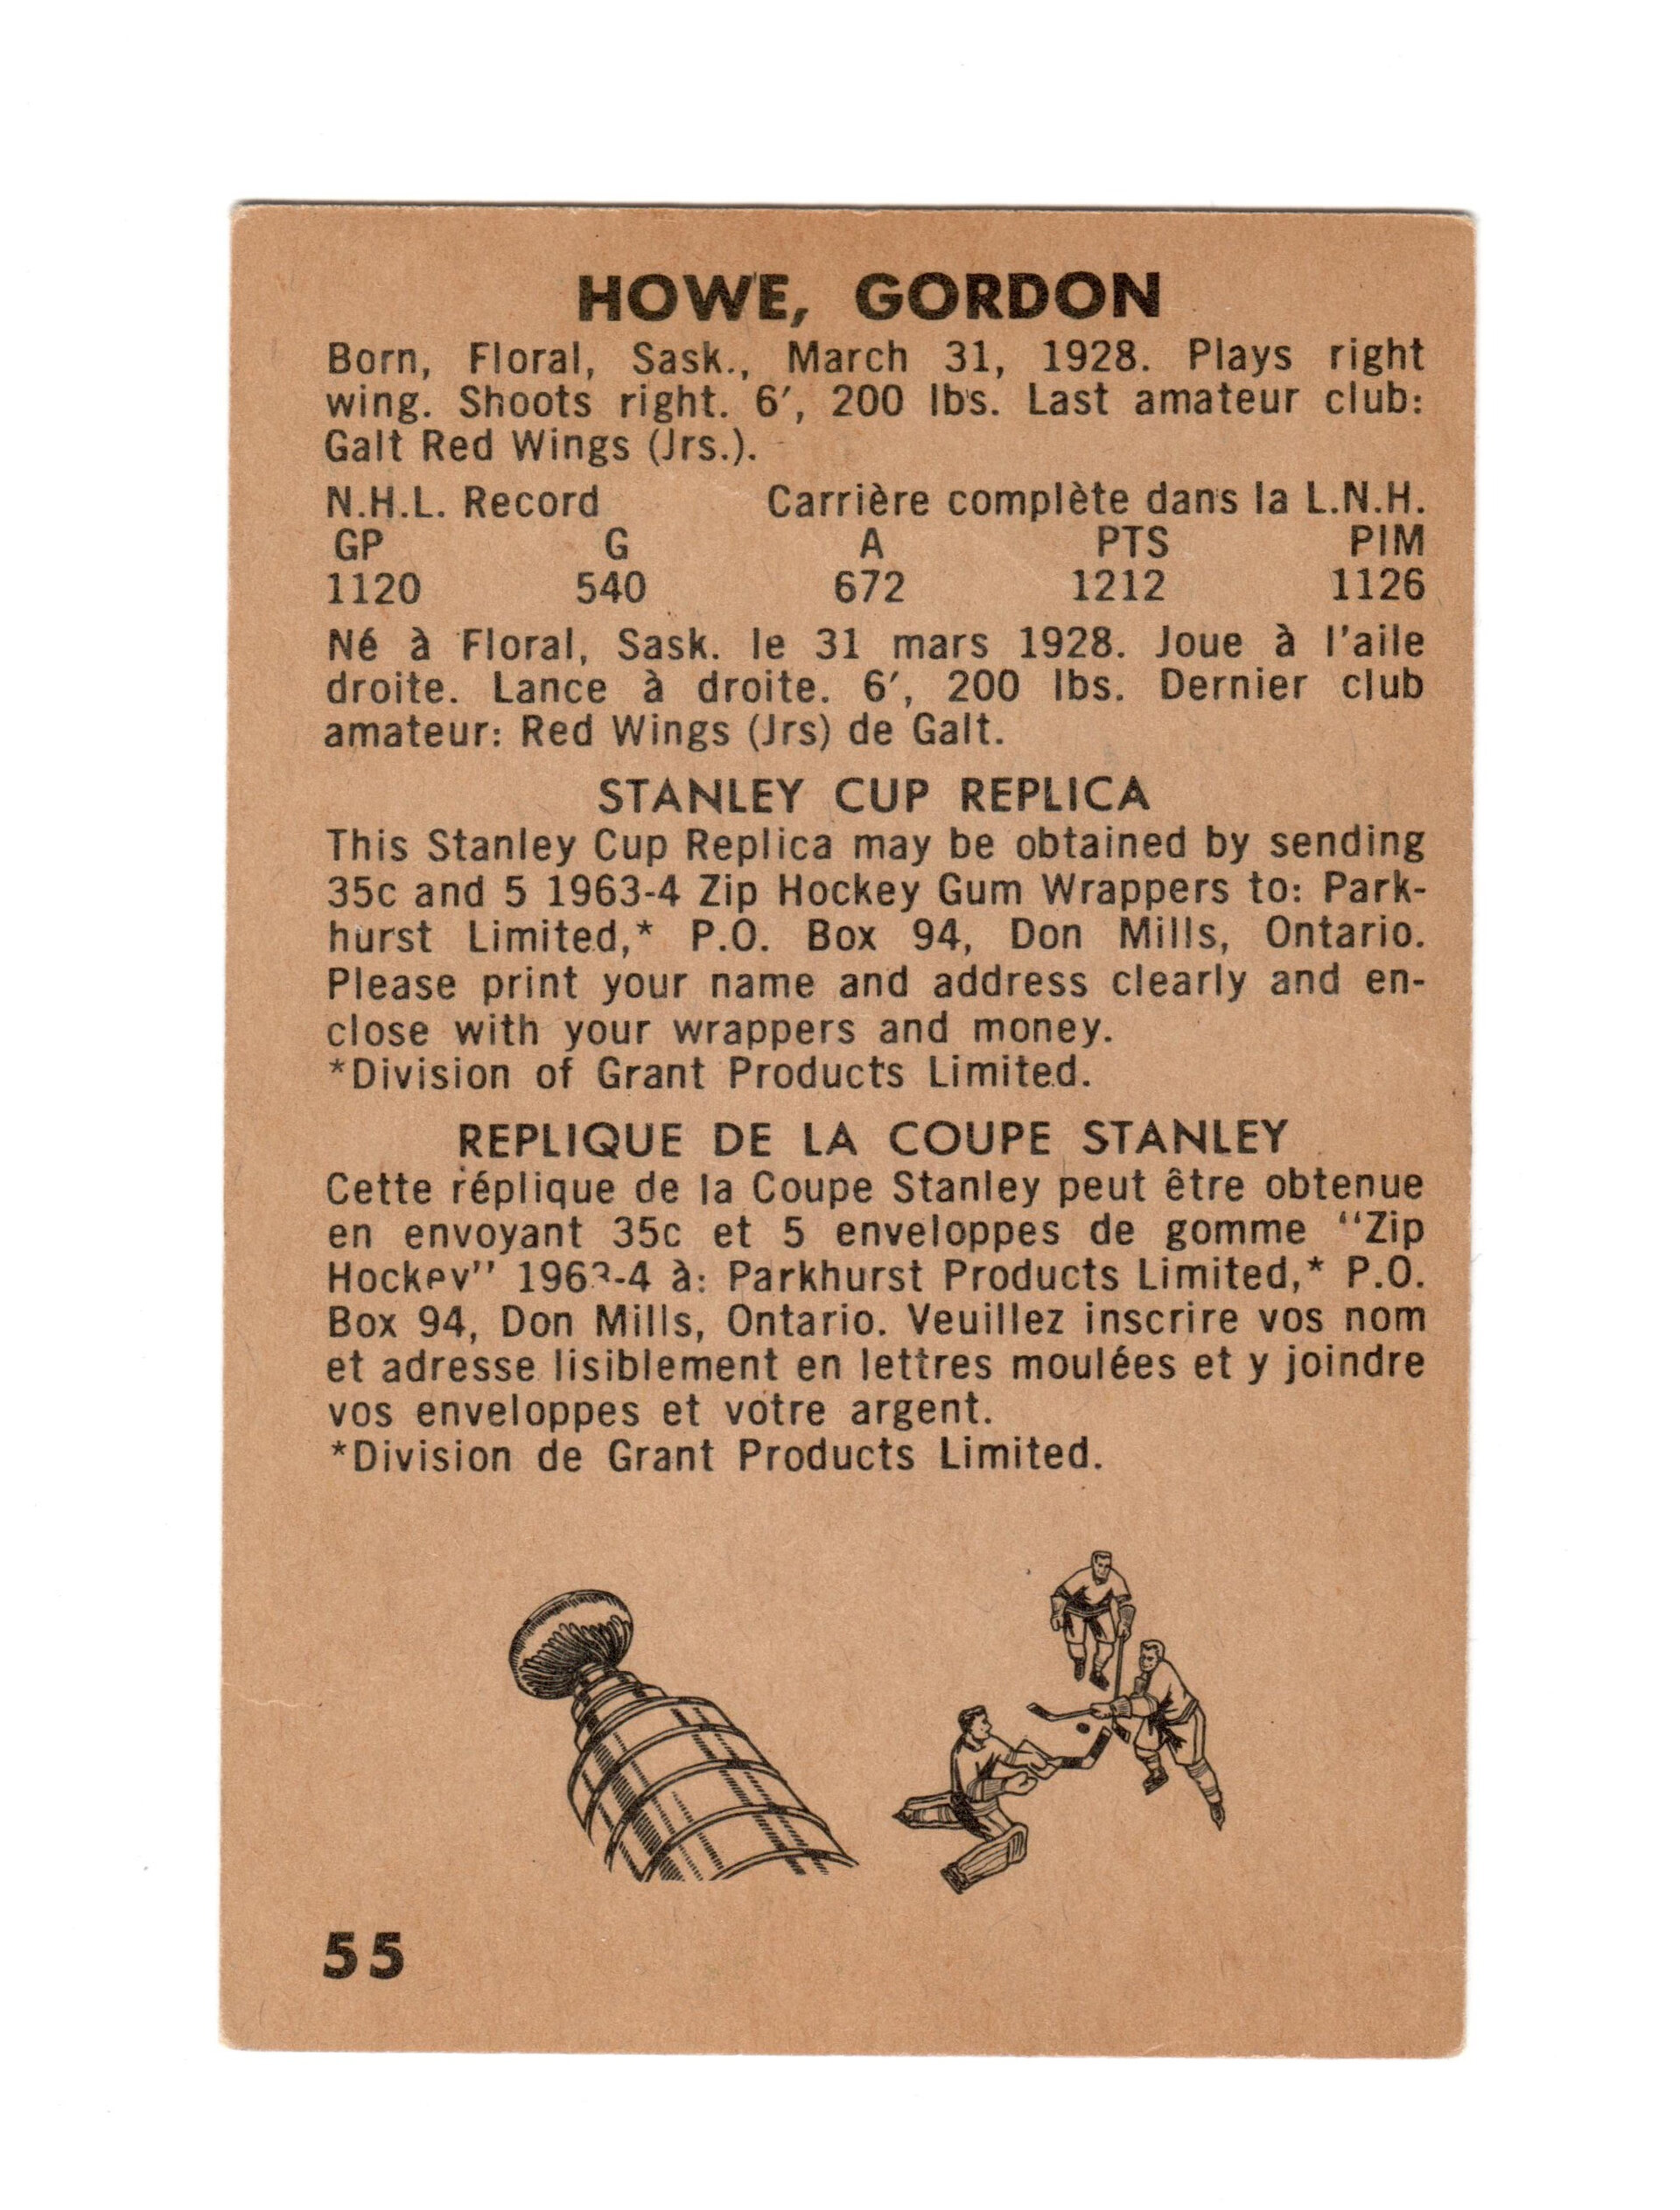 HOWE, GORDON
Born, Floral, Sask., March 31, 1928. Plays right
wing. Shoots right. 6′, 200 lbs. Last amateur club:
Galt Red Wings (Jrs.).
N.H.L. Record Carrière complète dans la L.N.H.
GP G A PTS PIM
1120 540 672 1212 1126
Né à Floral, Sask. le 31 mars 1928. Joue à l'aile
droite. Lance à droite. 6′, 200 lbs. Dernier club
amateur: Red Wings (Jrs) de Galt.
STANLEY CUP REPLICA
This Stanley Cup Replica may be obtained by sending
35c and 5 1963-4 Zip Hockey Gum Wrappers to: Park-
hurst Limited,* P.O. Box 94, Don Mills, Ontario.
Please print your name and address clearly and en-
close with your wrappers and money.
*Division of Grant Products Limited.
REPLIQUE DE LA COUPE STANLEY
Cette réplique de la Coupe Stanley peut être obtenue
en envoyant 35c et 5 enveloppes de gomme "Zip
Hockey" 1963-4 à: Parkhurst Products Limited,* P.O.
Box 94, Don Mills, Ontario. Veuillez inscrire vos nom
et adresse lisiblement en lettres moulées et y joindre
vos enveloppes et votre argent.
*Division de Grant Products Limited.
55